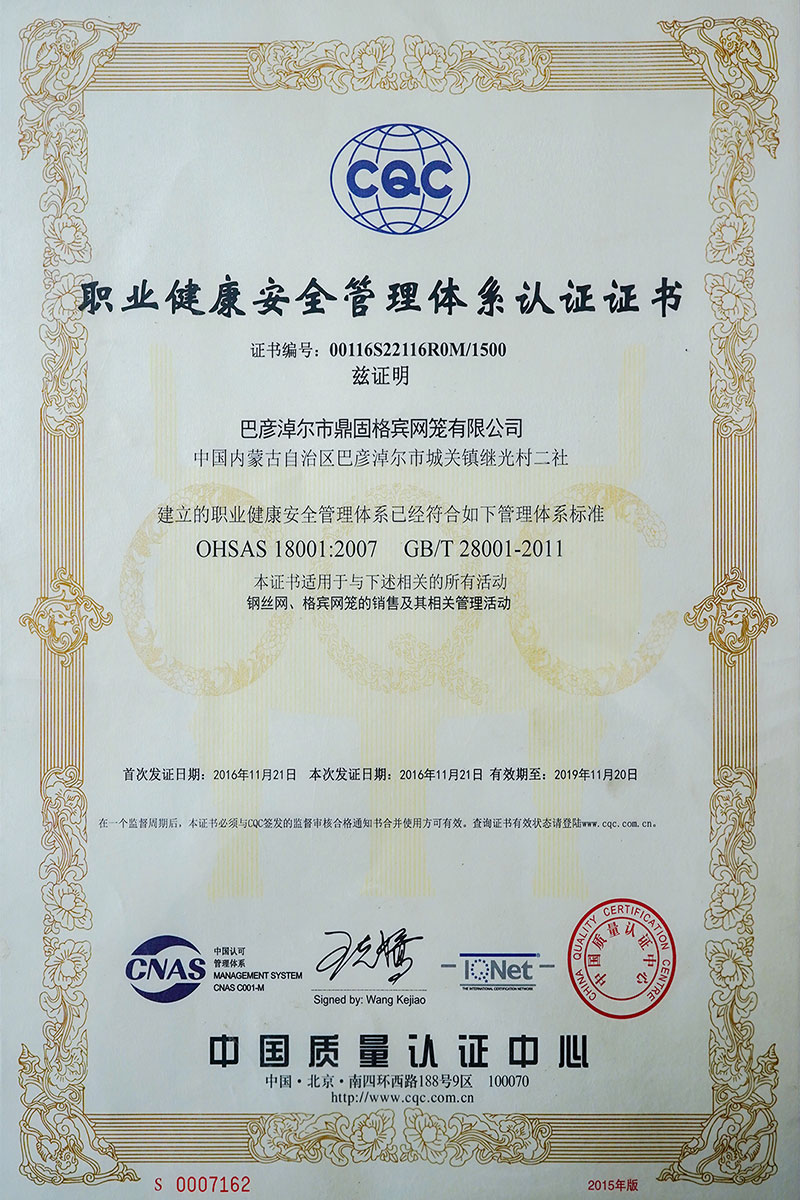 CQC
职业健康安全管理体系认证证书
证书编号：00116S22116R0M/1500
兹证明
巴彦淖尔市鼎固格宾网笼有限公司
中国内蒙古自治区巴彦淖尔市城关镇继光村二社
建立的职业健康安全管理体系已经符合如下管理体系标准
OHSAS 18001:2007 GB/T 28001-2011
本证书适用于与下述相关的所有活动
钢丝网、格宾网笼的销售及其相关管理活动
首次发证日期：2016年11月21日 本次发证日期：2016年11月21日 有效期至：2019年11月20日
在一个监督周期后，本证书必须与CQC签发的监督审核合格通知书合并使用方可有效。查询证书有效状态请登陆www.cqc.com.cn。
CNAS
中国认可
管理体系
MANAGEMENT SYSTEM
CNAS C001-M
王克娇
Signed by: Wang Kejiao
IQNet
THE INTERNATIONAL CERTIFICATION NETWORK
CHINA QUALITY CERTIFICATION CENTRE
中国质量认证中心
中国质量认证中心
中国·北京·南四环西路188号9区 100070
http://www.cqc.com.cn
S 0007162
2015年版